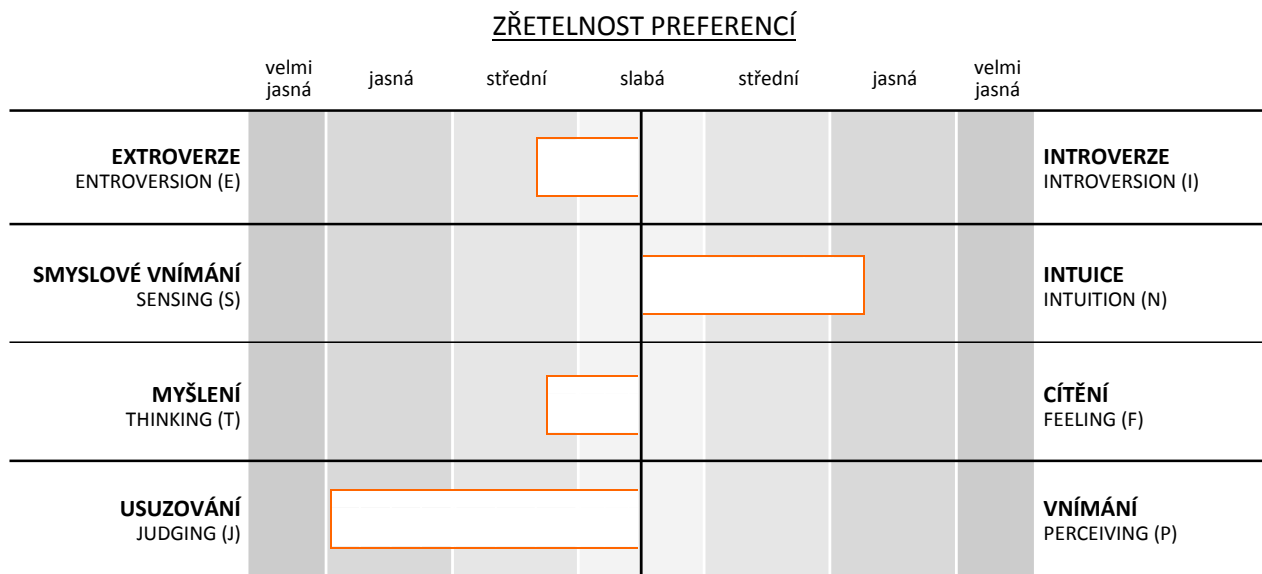 ZŘETELNOST PREFERENCÍ
velmi jasná
jasná
střední
slabá
střední
jasná
velmi jasná
EXTROVERZE
ENTROVERSION (E)
INTROVERZE
INTROVERSION (I)
SMYSLOVÉ VNÍMÁNÍ
SENSING (S)
INTUICE
INTUITION (N)
MYŠLENÍ
THINKING (T)
CÍTĚNÍ
FEELING (F)
USUZOVÁNÍ
JUDGING (J)
VNÍMÁNÍ
PERCEIVING (P)